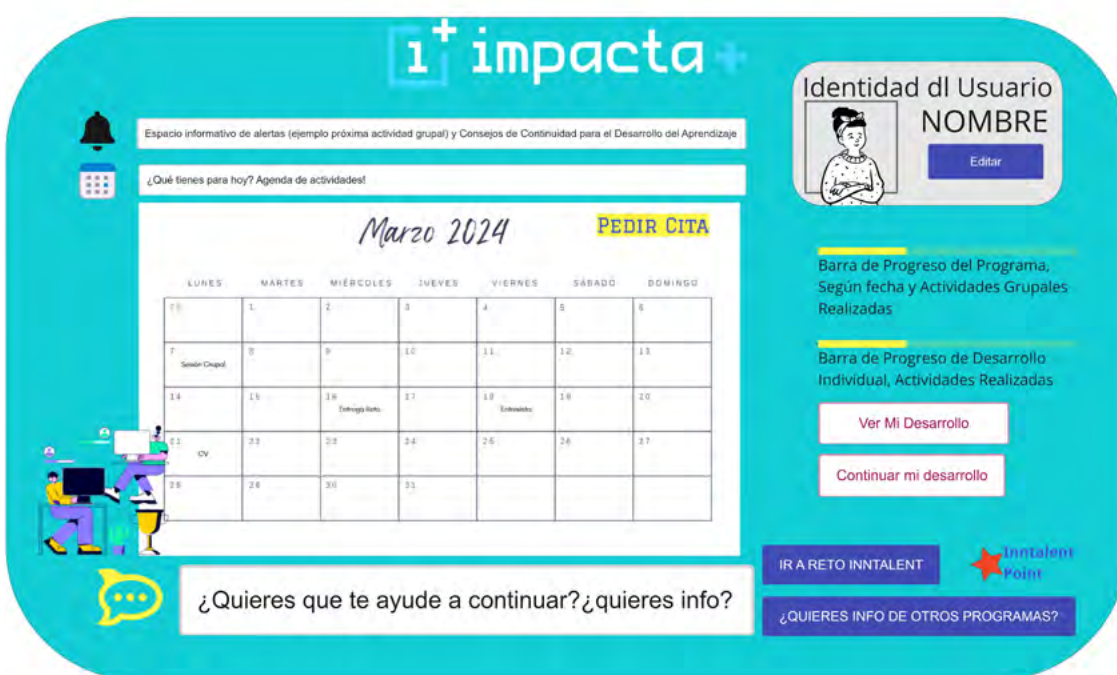 i+ impacta+
Identidad dl Usuario
NOMBRE
Editar
Espacio informativo de alertas (ejemplo próxima actividad grupal) y Consejos de Continuidad para el Desarrollo del Aprendizaje
¿Qué tienes para hoy? Agenda de actividades!
Marzo 2024
PEDIR CITA
LUNES MARTES MIÉRCOLES JUEVES VIERNES SÁBADO DOMINGO
1 2 3 4 5 6
7 8 9 10 11 12 13
Sesión Grupal
14 15 16 17 18 19 20
Entrega Reto Entrevista
21 22 23 24 25 26 27
CV
28 29 30 31
Barra de Progreso del Programa,
Según fecha y Actividades Grupales
Realizadas
Barra de Progreso de Desarrollo
Individual, Actividades Realizadas
Ver Mi Desarrollo
Continuar mi desarrollo
IR A RETO INNTALENT
Inntalent
Point
¿Quieres que te ayude a continuar?¿quieres info?
¿QUIERES INFO DE OTROS PROGRAMAS?